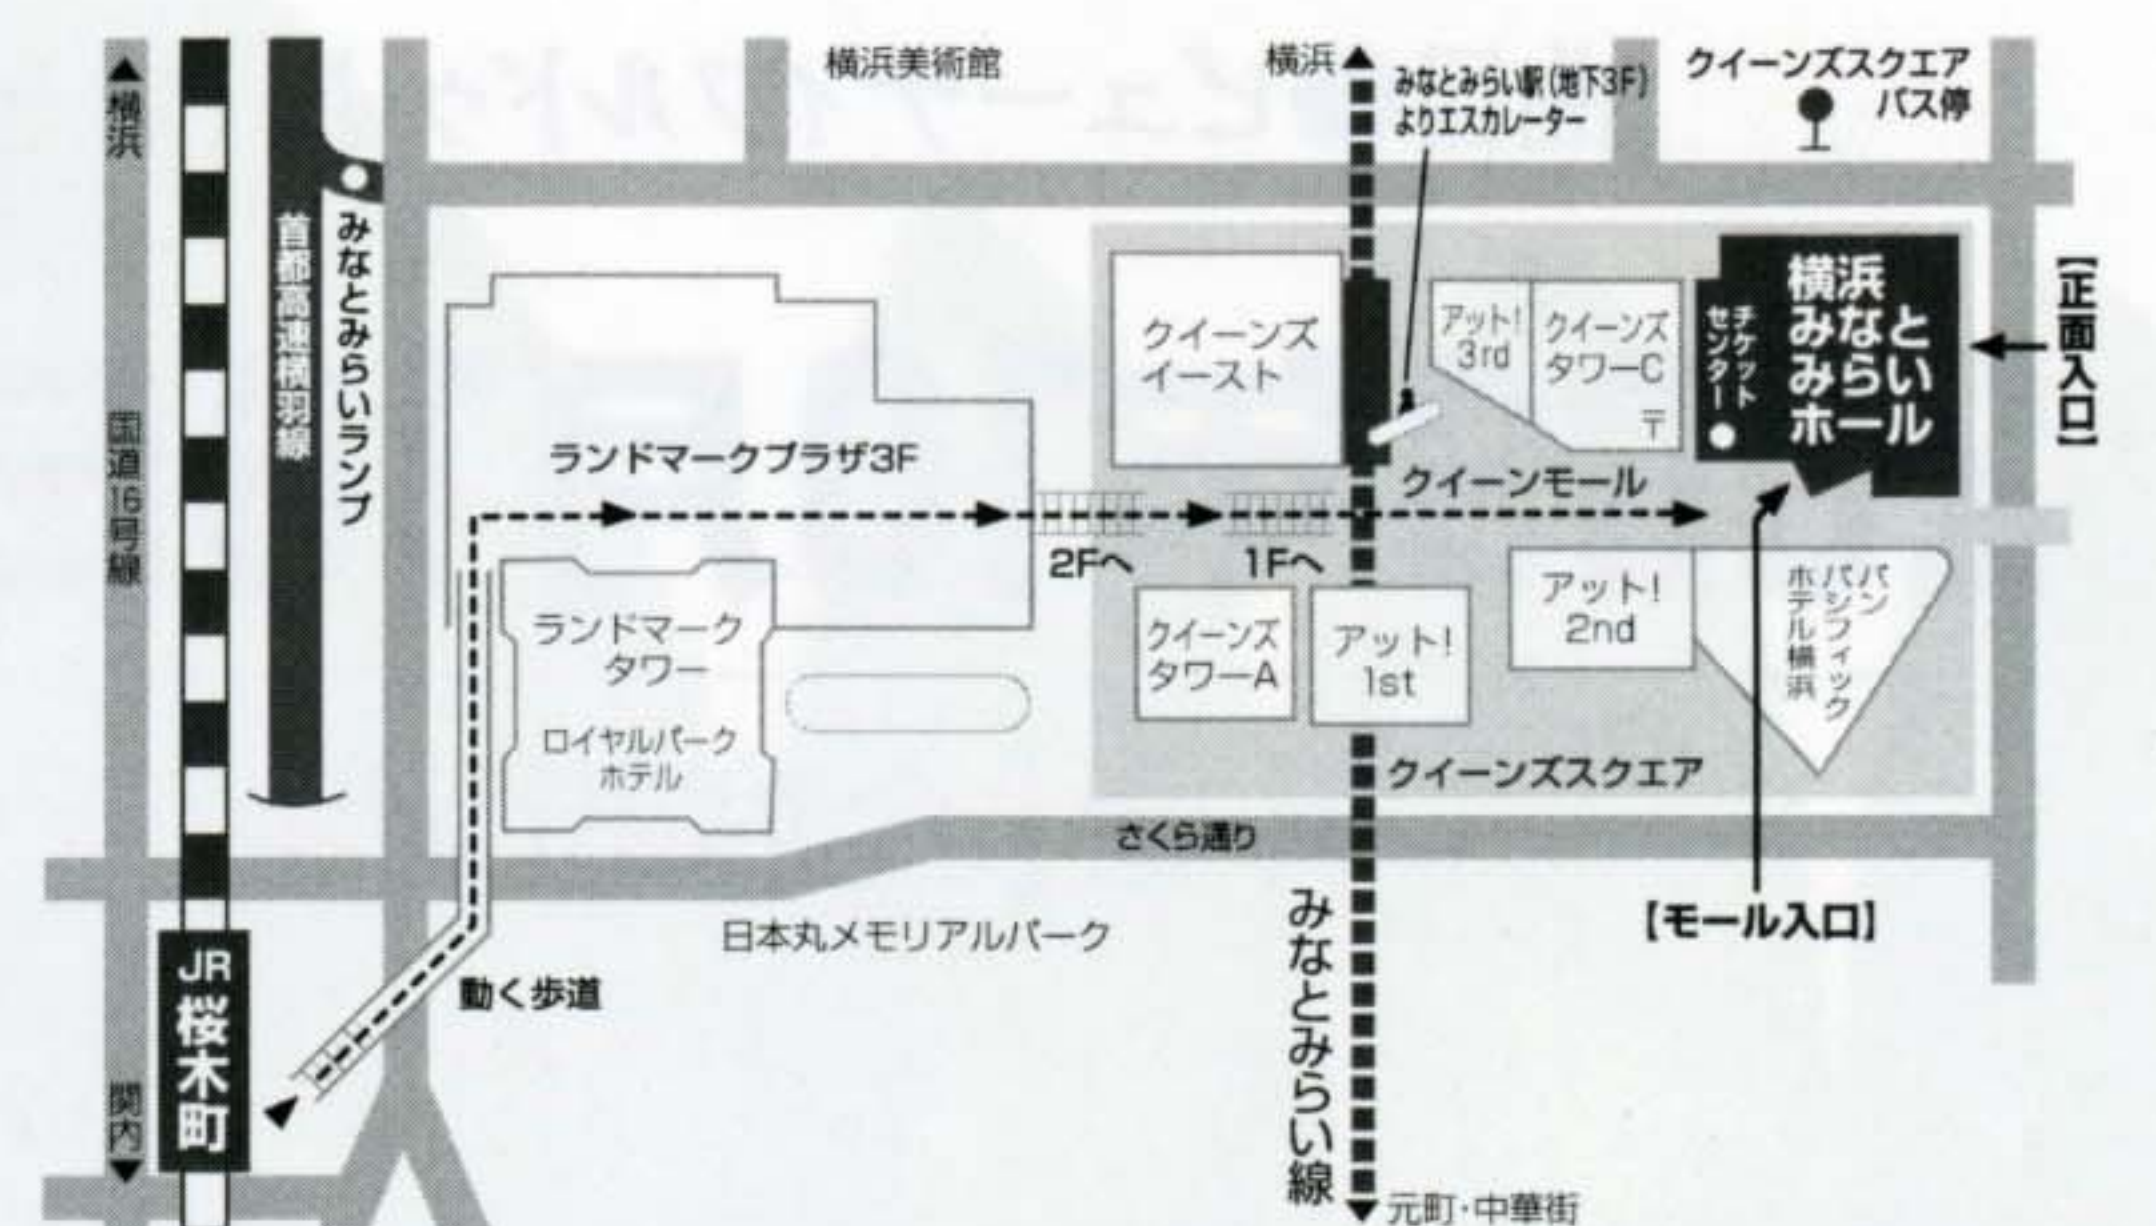 ▲横浜
国道16号線
関内▼
JR
桜木町
首都高速横羽線
みなとみらいランプ
横浜美術館
横浜▲
みなとみらい駅(地下3F)
よりエスカレーター
クイーンズスクエア
バス停
クイーンズ
イースト
アット!
3rd
クイーンズ
タワーC
〒
チケット
センター
横浜
みなと
みらい
ホール
【正面入口】
ランドマークプラザ3F
クイーンモール
2Fへ
1Fへ
ランドマーク
タワー
ロイヤルパーク
ホテル
クイーンズ
タワーA
アット!
1st
アット!
2nd
パン
パシフィック
ホテル横浜
クイーンズスクエア
さくら通り
日本丸メモリアルパーク
動く歩道
みなとみらい線
【モール入口】
▼元町・中華街